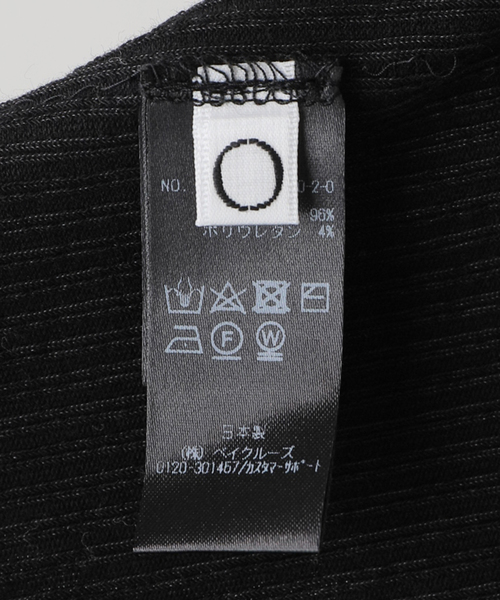 NO.
0-2-0
96%
ポリウレタン 4%
F W
日本製
(株) ベイクルーズ
0120-301457/ｶｽﾀﾏｰｻﾎﾟｰﾄ